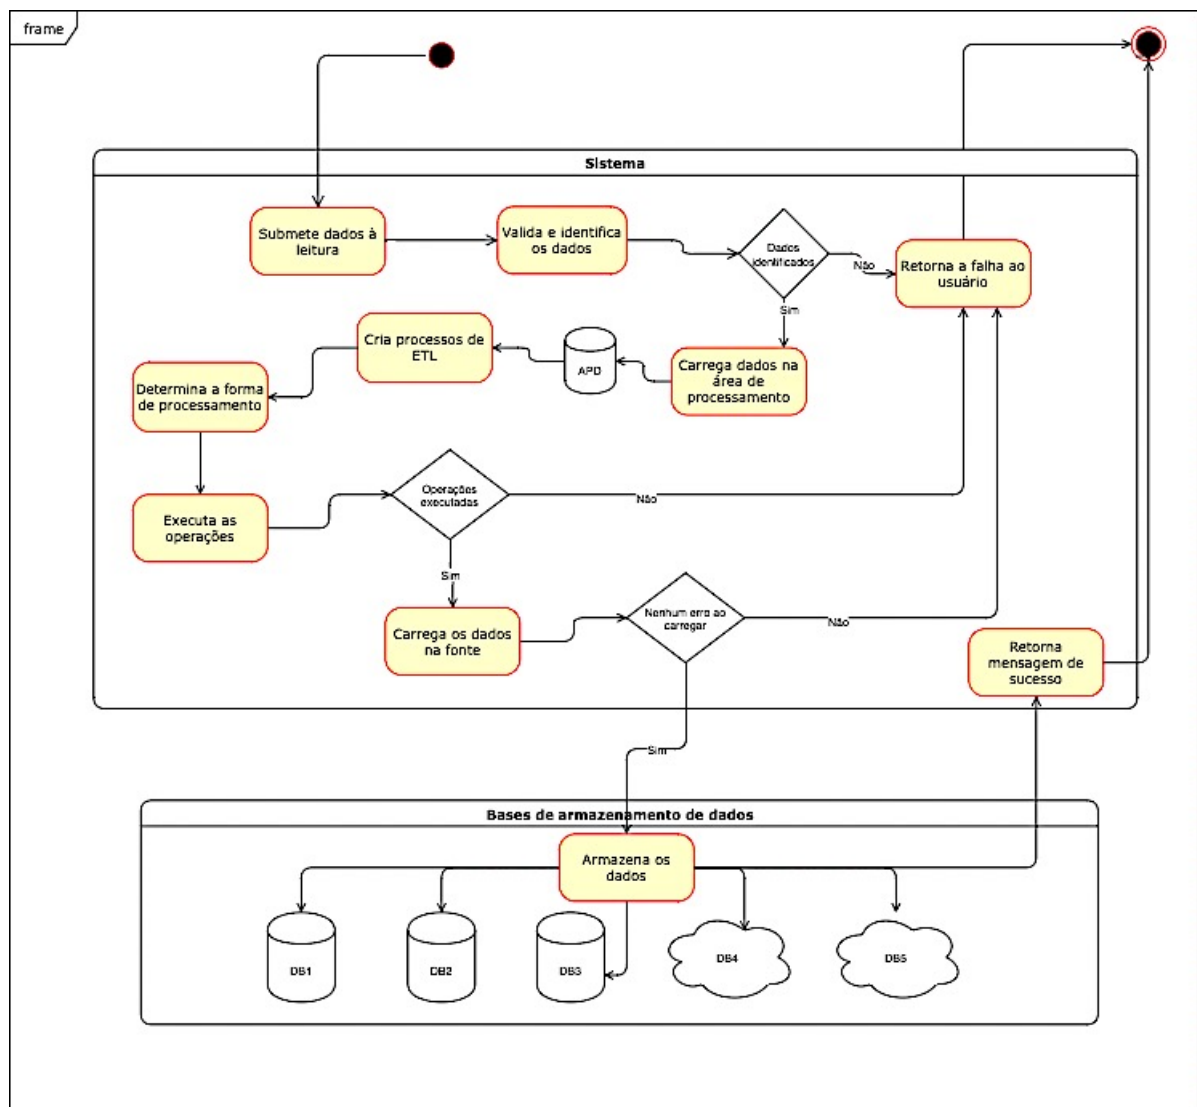 frame
Sistema
Submete dados à
leitura
Valida e identifica
os dados
Dados
identificados
Não
Retorna a falha ao
usuário
Sim
Cria processos de
ETL
APD
Carrega dados na
área de
processamento
Determina a forma
de processamento
Operações
executadas
Não
Executa as
operações
Sim
Nenhum erro ao
carregar
Não
Carrega os dados
na fonte
Retorna
mensagem de
sucesso
Sim
Bases de armazenamento de dados
Armazena os
dados
DB1
DB2
DB3
DB4
DB5